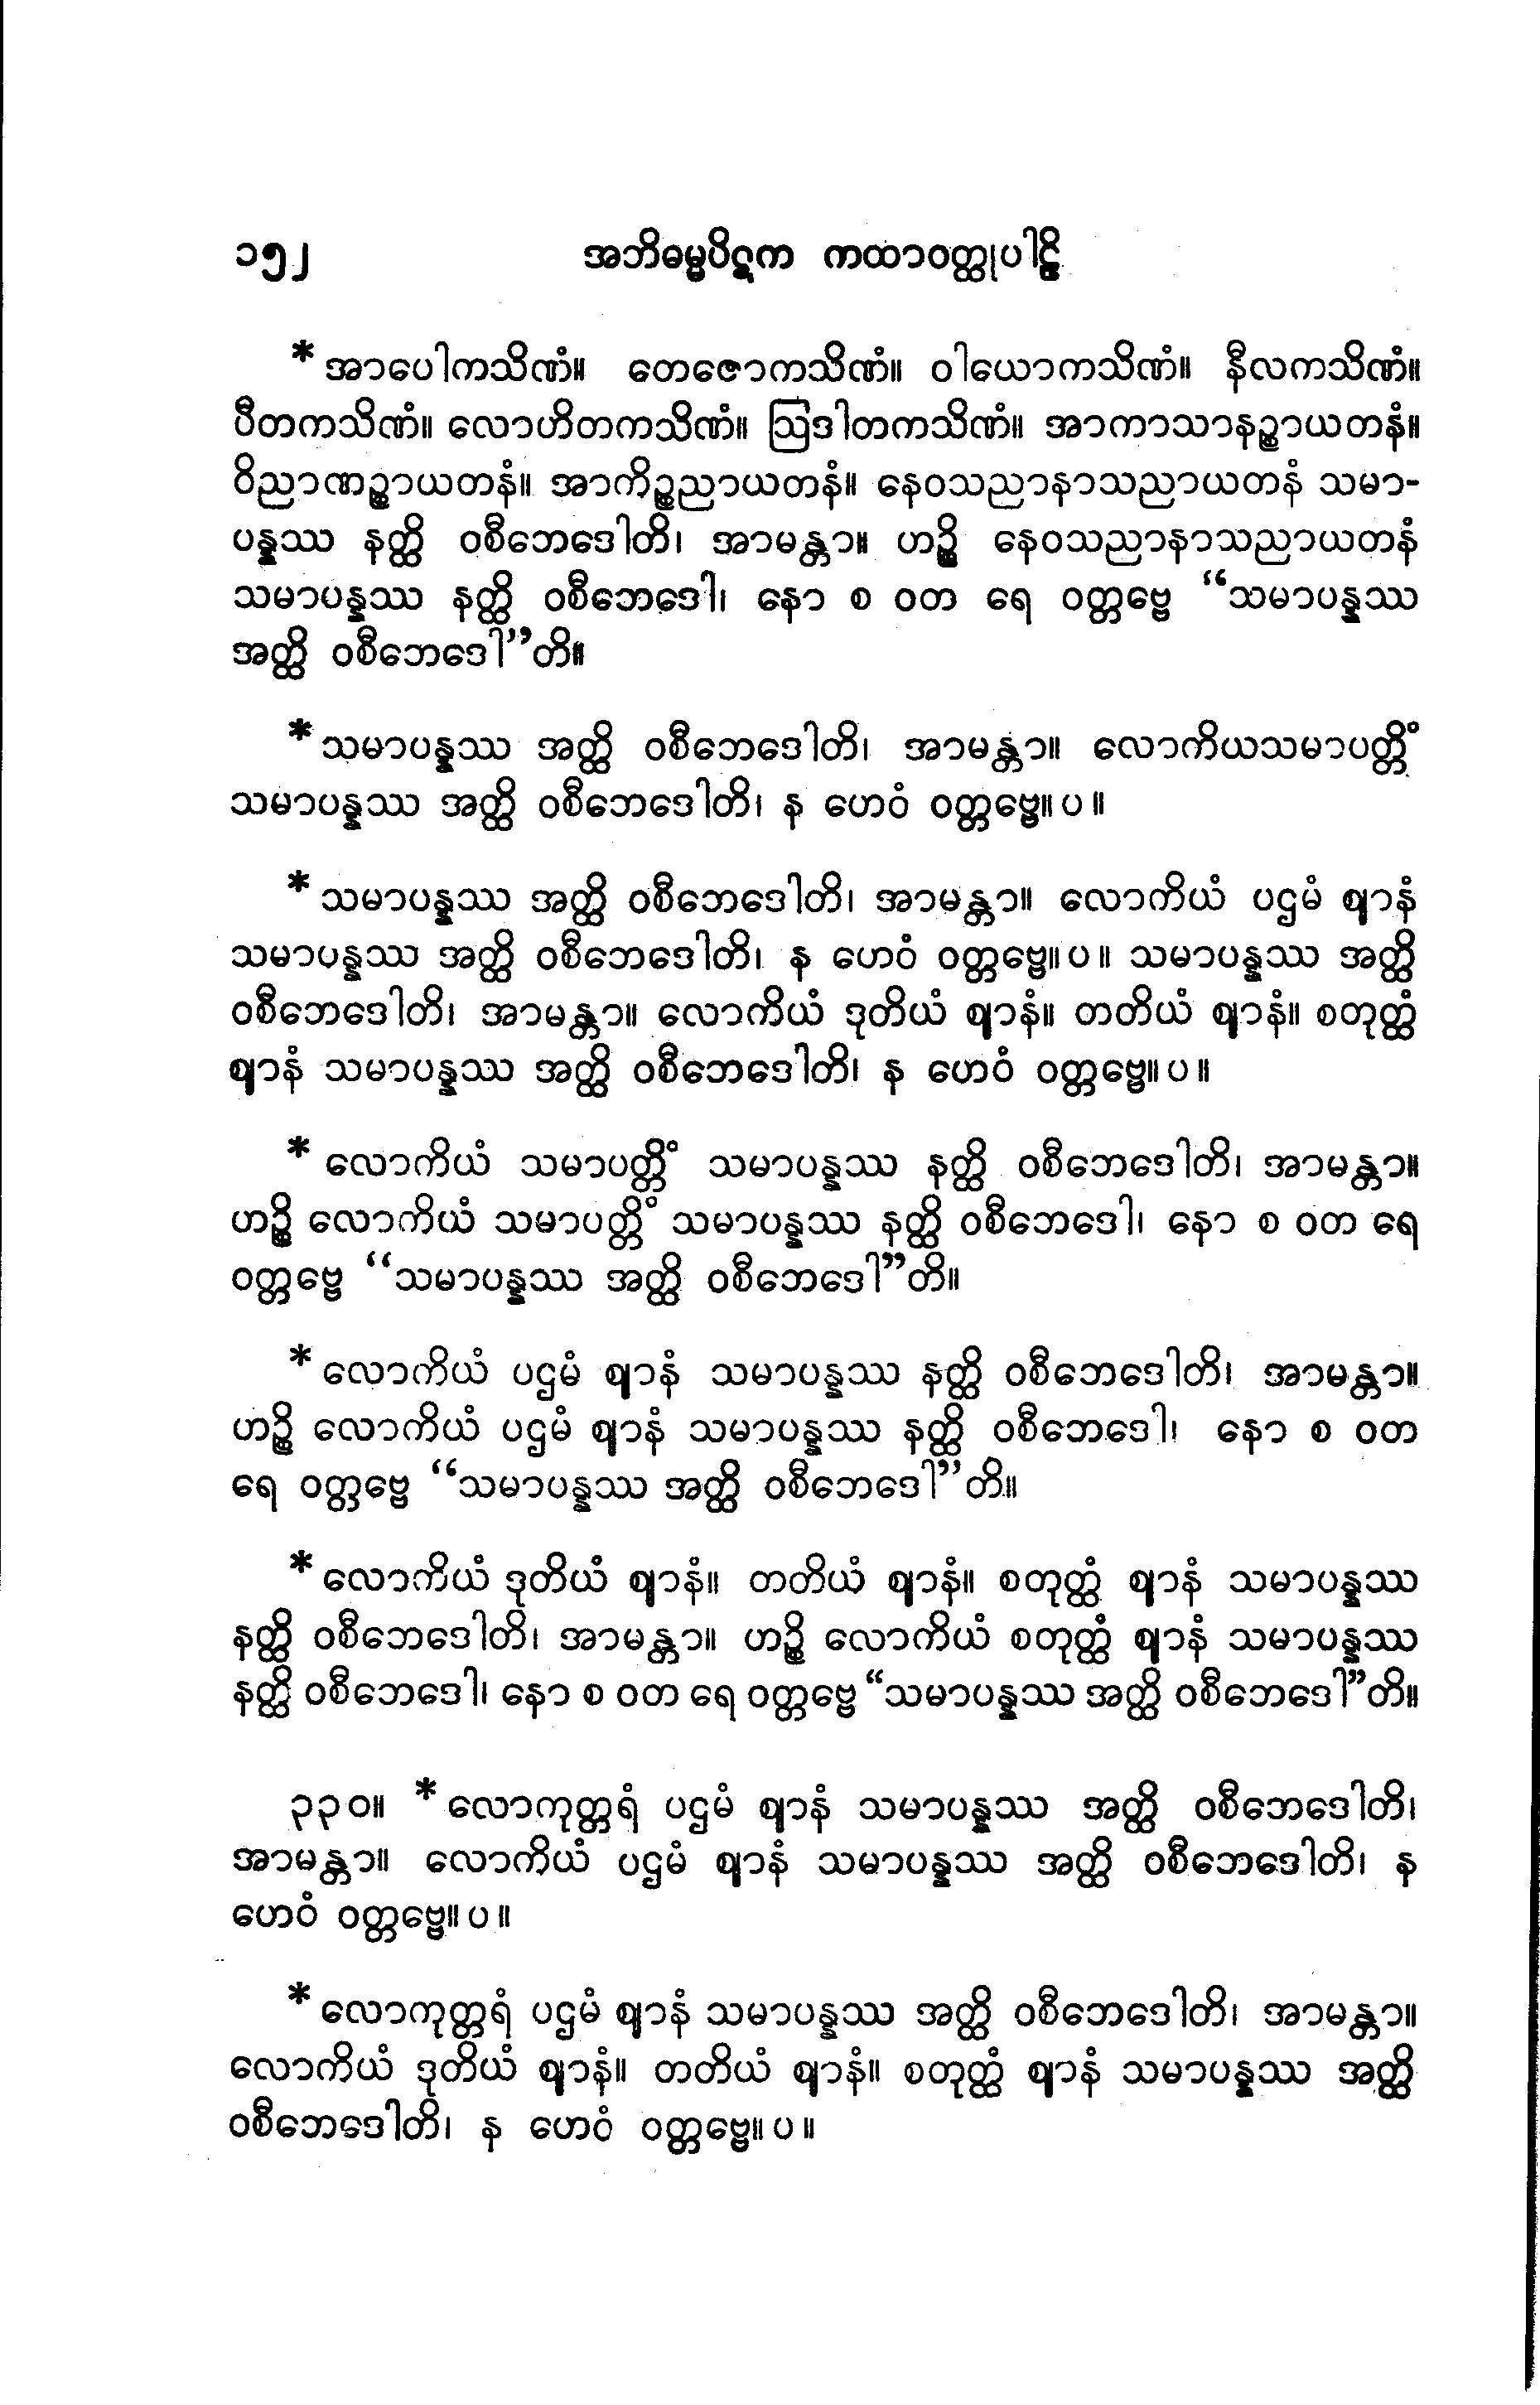 ၁၅၂ အဘိဓမ္မပိဋက ကထာဝတ္ထုပါဠိ
*အာပေါကသိဏံ။ တေဇောကသိဏံ။ ဝါယောကသိဏံ။ နီလကသိဏံ။
ပီတကသိဏံ။ လောဟိတကသိဏံ။ ဩဒါတကသိဏံ။ အာကာသာနဉ္စာယတနံ။
ဝိညာဏဉ္စာယတနံ။ အာကိဉ္စညာယတနံ။ နေဝသညာနာသညာယတနံ သမာ-
ပန္နဿ နတ္ထိ ဝစီဘေဒေါတိ၊ အာမန္တာ။ ဟဉ္စိ နေဝသညာနာသညာယတနံ
သမာပန္နဿ နတ္ထိ ဝစီဘေဒေါ၊ နော စ ဝတ ရေ ဝတ္တဗ္ဗေ “သမာပန္နဿ
အတ္ထိ ဝစီဘေဒေါ”တိ။
*သမာပန္နဿ အတ္ထိ ဝစီဘေဒေါတိ၊ အာမန္တာ။ လောကိယသမာပတ္တိံ
သမာပန္နဿ အတ္ထိ ဝစီဘေဒေါတိ၊ န ဟေဝံ ဝတ္တဗ္ဗေ။ပ။
*သမာပန္နဿ အတ္ထိ ဝစီဘေဒေါတိ၊ အာမန္တာ။ လောကိယံ ပဌမံ ဈာနံ
သမာပန္နဿ အတ္ထိ ဝစီဘေဒေါတိ၊ န ဟေဝံ ဝတ္တဗ္ဗေ။ပ။ သမာပန္နဿ အတ္ထိ
ဝစီဘေဒေါတိ၊ အာမန္တာ။ လောကိယံ ဒုတိယံ ဈာနံ။ တတိယံ ဈာနံ။ စတုတ္ထံ
ဈာနံ သမာပန္နဿ အတ္ထိ ဝစီဘေဒေါတိ၊ န ဟေဝံ ဝတ္တဗ္ဗေ။ပ။
*လောကိယံ သမာပတ္တိံ သမာပန္နဿ နတ္ထိ ဝစီဘေဒေါတိ၊ အာမန္တာ။
ဟဉ္စိ လောကိယံ သမာပတ္တိံ သမာပန္နဿ နတ္ထိ ဝစီဘေဒေါ၊ နော စ ဝတ ရေ
ဝတ္တဗ္ဗေ “သမာပန္နဿ အတ္ထိ ဝစီဘေဒေါ”တိ။
*လောကိယံ ပဌမံ ဈာနံ သမာပန္နဿ နတ္ထိ ဝစီဘေဒေါတိ၊ အာမန္တာ။
ဟဉ္စိ လောကိယံ ပဌမံ ဈာနံ သမာပန္နဿ နတ္ထိ ဝစီဘေဒေါ၊ နော စ ဝတ
ရေ ဝတ္တဗ္ဗေ “သမာပန္နဿ အတ္ထိ ဝစီဘေဒေါ”တိ။
*လောကိယံ ဒုတိယံ ဈာနံ။ တတိယံ ဈာနံ။ စတုတ္ထံ ဈာနံ သမာပန္နဿ
နတ္ထိ ဝစီဘေဒေါတိ၊ အာမန္တာ။ ဟဉ္စိ လောကိယံ စတုတ္ထံ ဈာနံ သမာပန္နဿ
နတ္ထိ ဝစီဘေဒေါ၊ နော စ ဝတ ရေ ဝတ္တဗ္ဗေ “သမာပန္နဿ အတ္ထိ ဝစီဘေဒေါ”တိ။
၃၃၀။ *လောကုတ္တရံ ပဌမံ ဈာနံ သမာပန္နဿ အတ္ထိ ဝစီဘေဒေါတိ၊
အာမန္တာ။ လောကိယံ ပဌမံ ဈာနံ သမာပန္နဿ အတ္ထိ ဝစီဘေဒေါတိ၊ န
ဟေဝံ ဝတ္တဗ္ဗေ။ပ။
*လောကုတ္တရံ ပဌမံ ဈာနံ သမာပန္နဿ အတ္ထိ ဝစီဘေဒေါတိ၊ အာမန္တာ။
လောကိယံ ဒုတိယံ ဈာနံ။ တတိယံ ဈာနံ။ စတုတ္ထံ ဈာနံ သမာပန္နဿ အတ္ထိ
ဝစီဘေဒေါတိ၊ န ဟေဝံ ဝတ္တဗ္ဗေ။ပ။